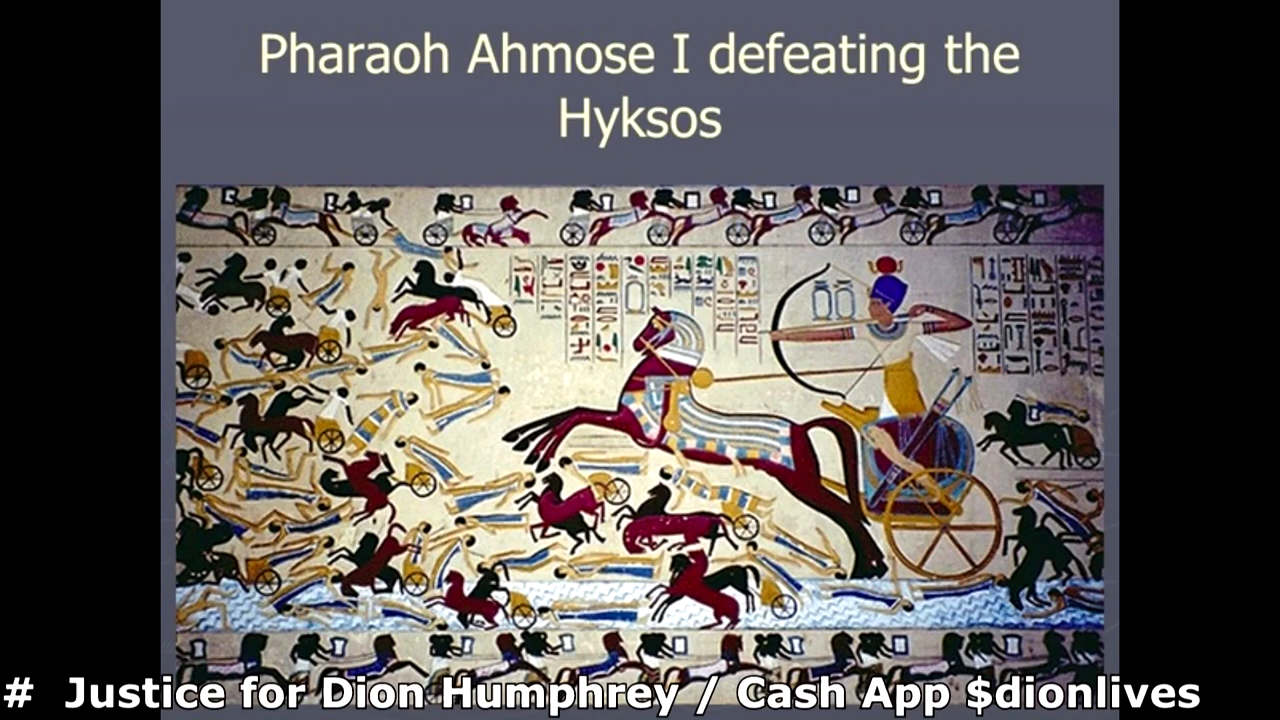 Pharaoh Ahmose I defeating the
Hyksos
# Justice for Dion Humphrey / Cash App $dionlives